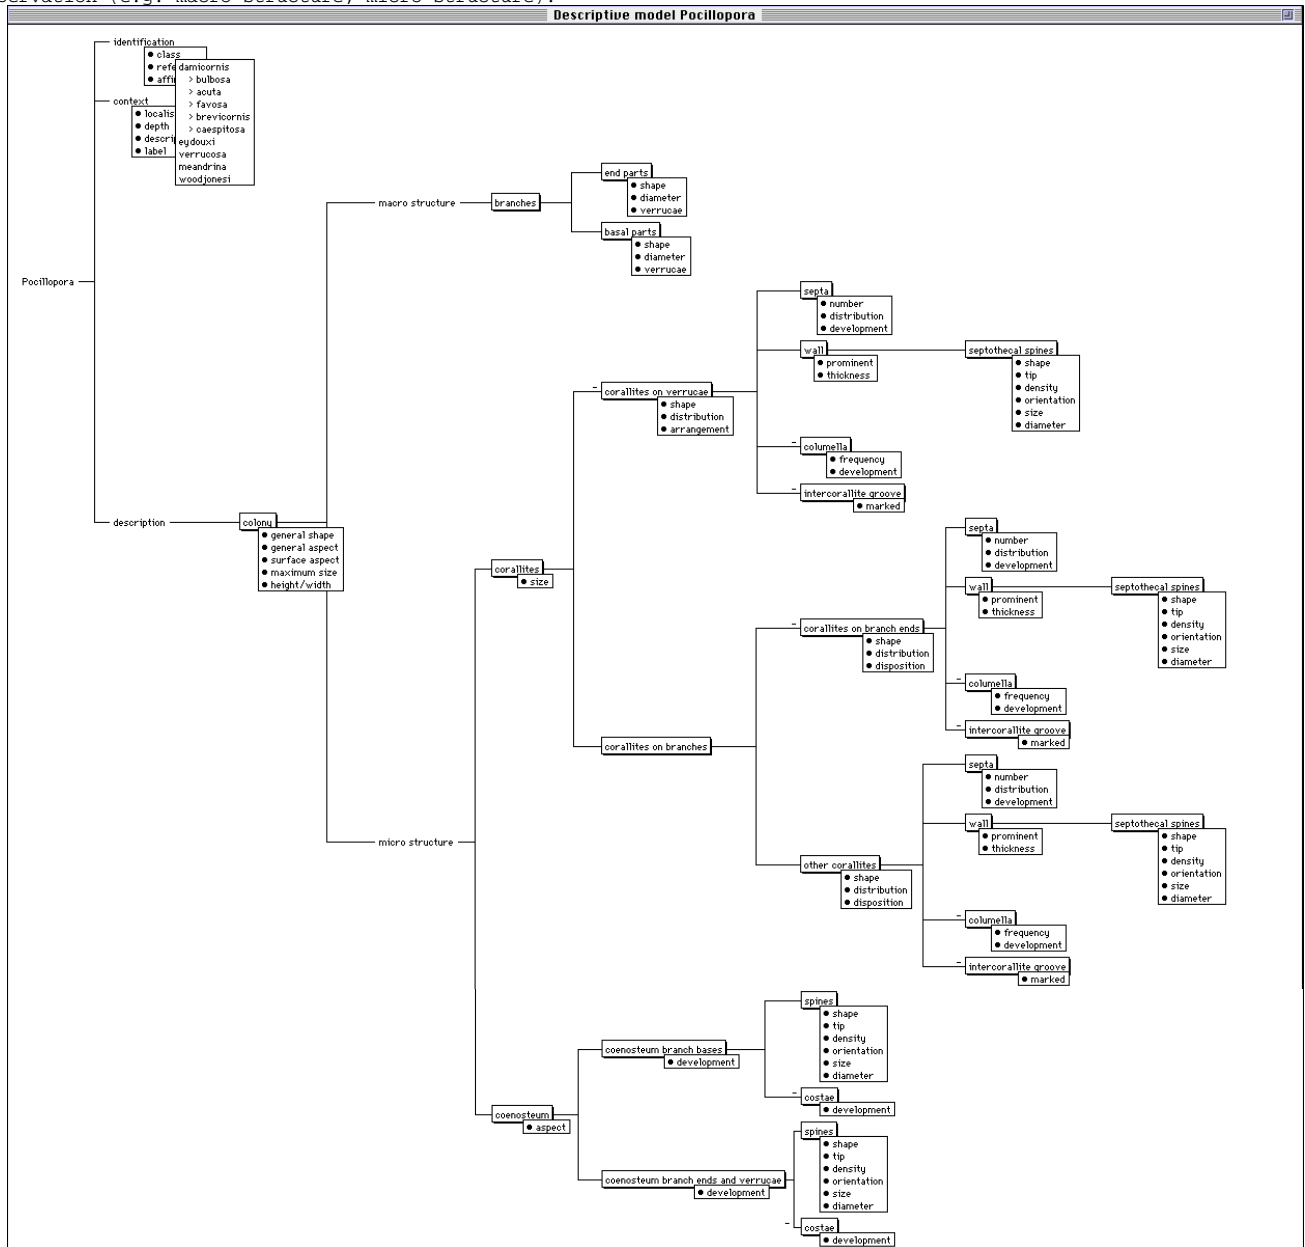 Descriptive model Pocillopora
identification
• class
• refe
• affi
damicornis
> bulbosa
> acuta
> favosa
> brevicornis
> caespitosa
eydouxi
verrucosa
meandrina
woodjonesi
context
• localis
• depth
• descrip
• label
macro structure
branches
end parts
• shape
• diameter
• verrucae
basal parts
• shape
• diameter
• verrucae
Pocillopora
description
colony
• general shape
• general aspect
• surface aspect
• maximum size
• height/width
micro structure
corallites
• size
- corallites on verrucae
• shape
• distribution
• arrangement
septa
• number
• distribution
• development
wall
• prominent
• thickness
septothecal spines
• shape
• tip
• density
• orientation
• size
• diameter
- columella
• frequency
• development
- intercorallite groove
• marked
corallites on branches
- corallites on branch ends
• shape
• distribution
• disposition
septa
• number
• distribution
• development
wall
• prominent
• thickness
septothecal spines
• shape
• tip
• density
• orientation
• size
• diameter
- columella
• frequency
• development
- intercorallite groove
• marked
other corallites
• shape
• distribution
• disposition
septa
• number
• distribution
• development
wall
• prominent
• thickness
septothecal spines
• shape
• tip
• density
• orientation
• size
• diameter
- columella
• frequency
• development
- intercorallite groove
• marked
coenosteum
• aspect
coenosteum branch bases
• development
spines
• shape
• tip
• density
• orientation
• size
• diameter
- costae
• development
coenosteum branch ends and verrucae
• development
spines
• shape
• tip
• density
• orientation
• size
• diameter
- costae
• development